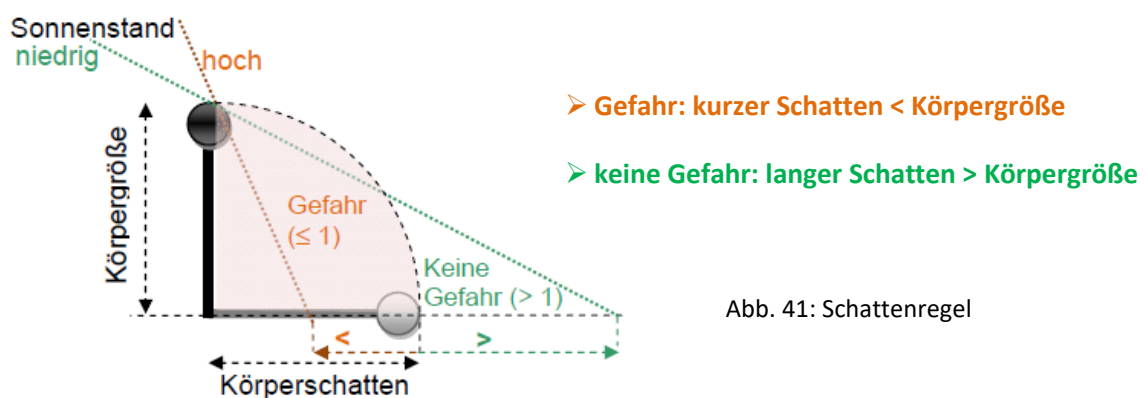 Sonnenstand
niedrig
hoch
Körpergröße
Gefahr
(≤ 1)
Keine
Gefahr (> 1)
<
>
Körperschatten
➢ Gefahr: kurzer Schatten < Körpergröße
➢ keine Gefahr: langer Schatten > Körpergröße
Abb. 41: Schattenregel